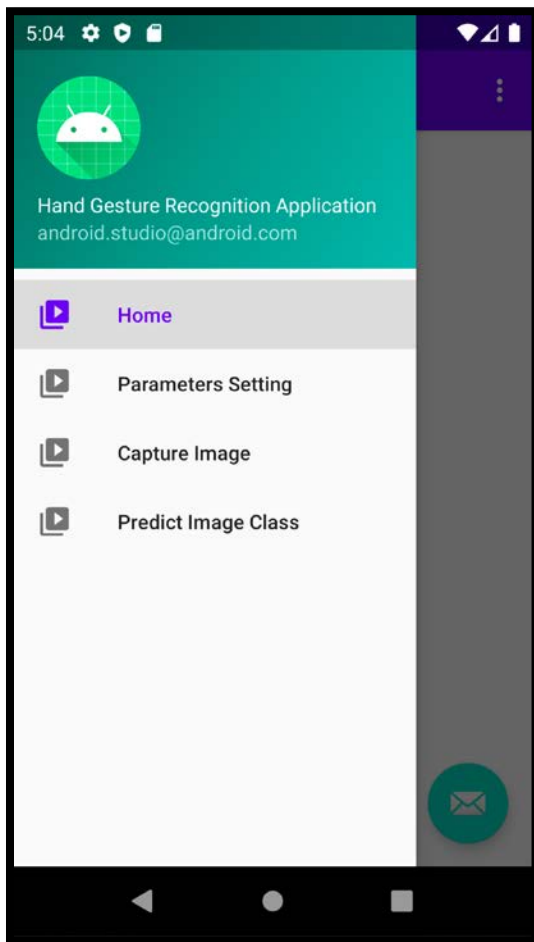 5:04
Hand Gesture Recognition Application
android.studio@android.com
Home
Parameters Setting
Capture Image
Predict Image Class